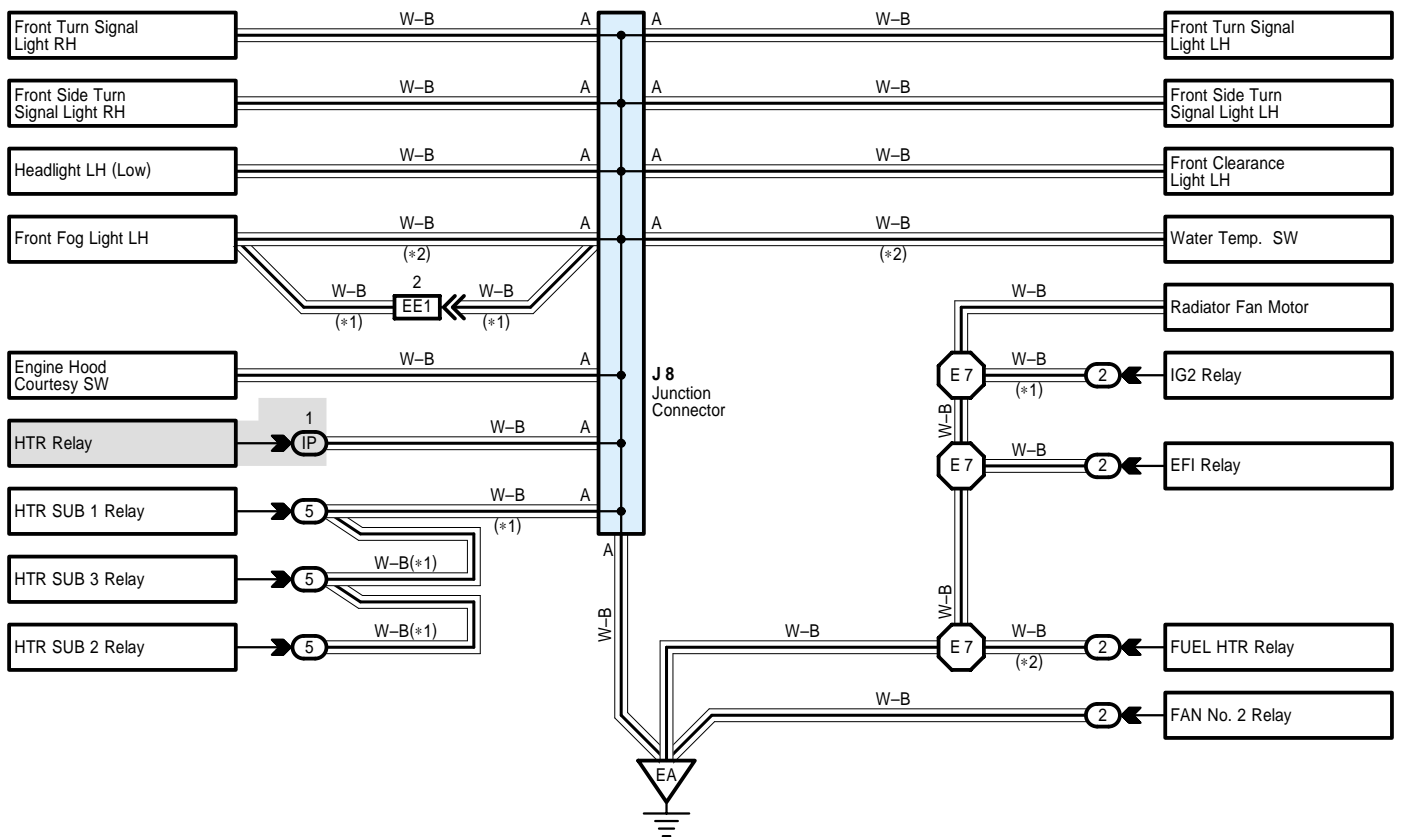 W–B A A W–B
Front Turn Signal
Light RH
Front Turn Signal
Light LH
W–B A A W–B
Front Side Turn
Signal Light RH
Front Side Turn
Signal Light LH
W–B A A W–B
Headlight LH (Low)
Front Clearance
Light LH
W–B A A W–B
Front Fog Light LH
Water Temp. SW
(∗2) (∗2)
2
W–B EE1 W–B
(∗1) (∗1)
W–B
Radiator Fan Motor
W–B A
Engine Hood
Courtesy SW
J 8
Junction
Connector
E 7 W–B 2 IG2 Relay
(∗1)
1
HTR Relay IP W–B A
W–B
E 7 W–B 2 EFI Relay
HTR SUB 1 Relay 5 W–B A
(∗1)
HTR SUB 3 Relay 5 W–B(∗1)
A
W–B
W–B
HTR SUB 2 Relay 5 W–B(∗1)
W–B E 7 W–B 2 FUEL HTR Relay
(∗2)
W–B 2 FAN No. 2 Relay
EA